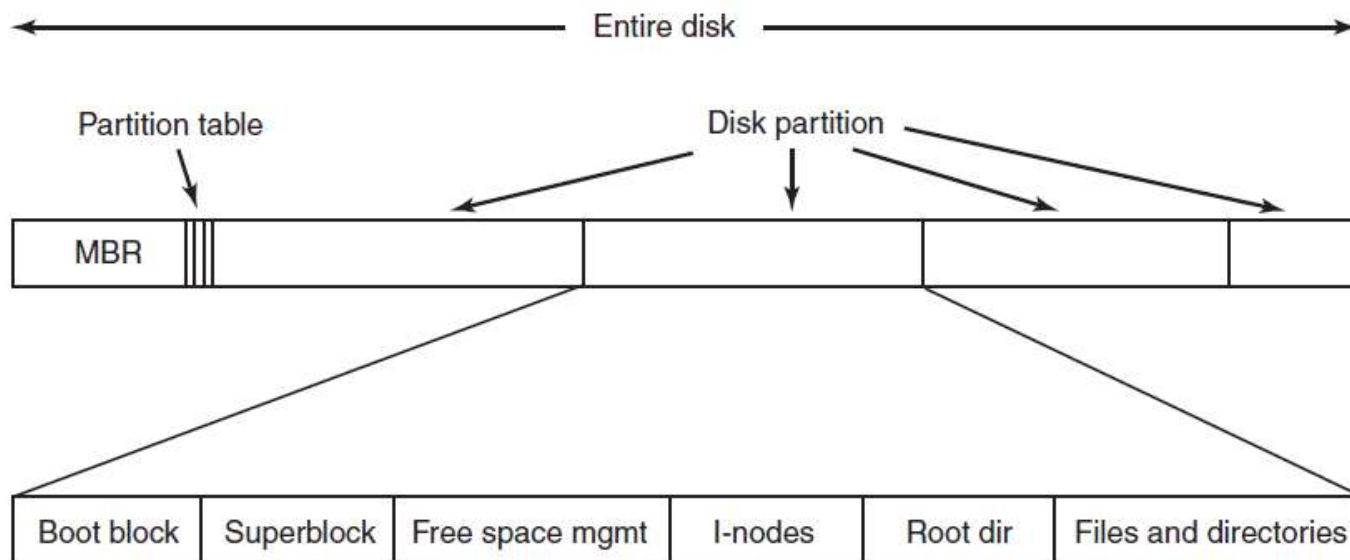 Entire disk
Partition table
Disk partition
MBR
Boot block
Superblock
Free space mgmt
I-nodes
Root dir
Files and directories